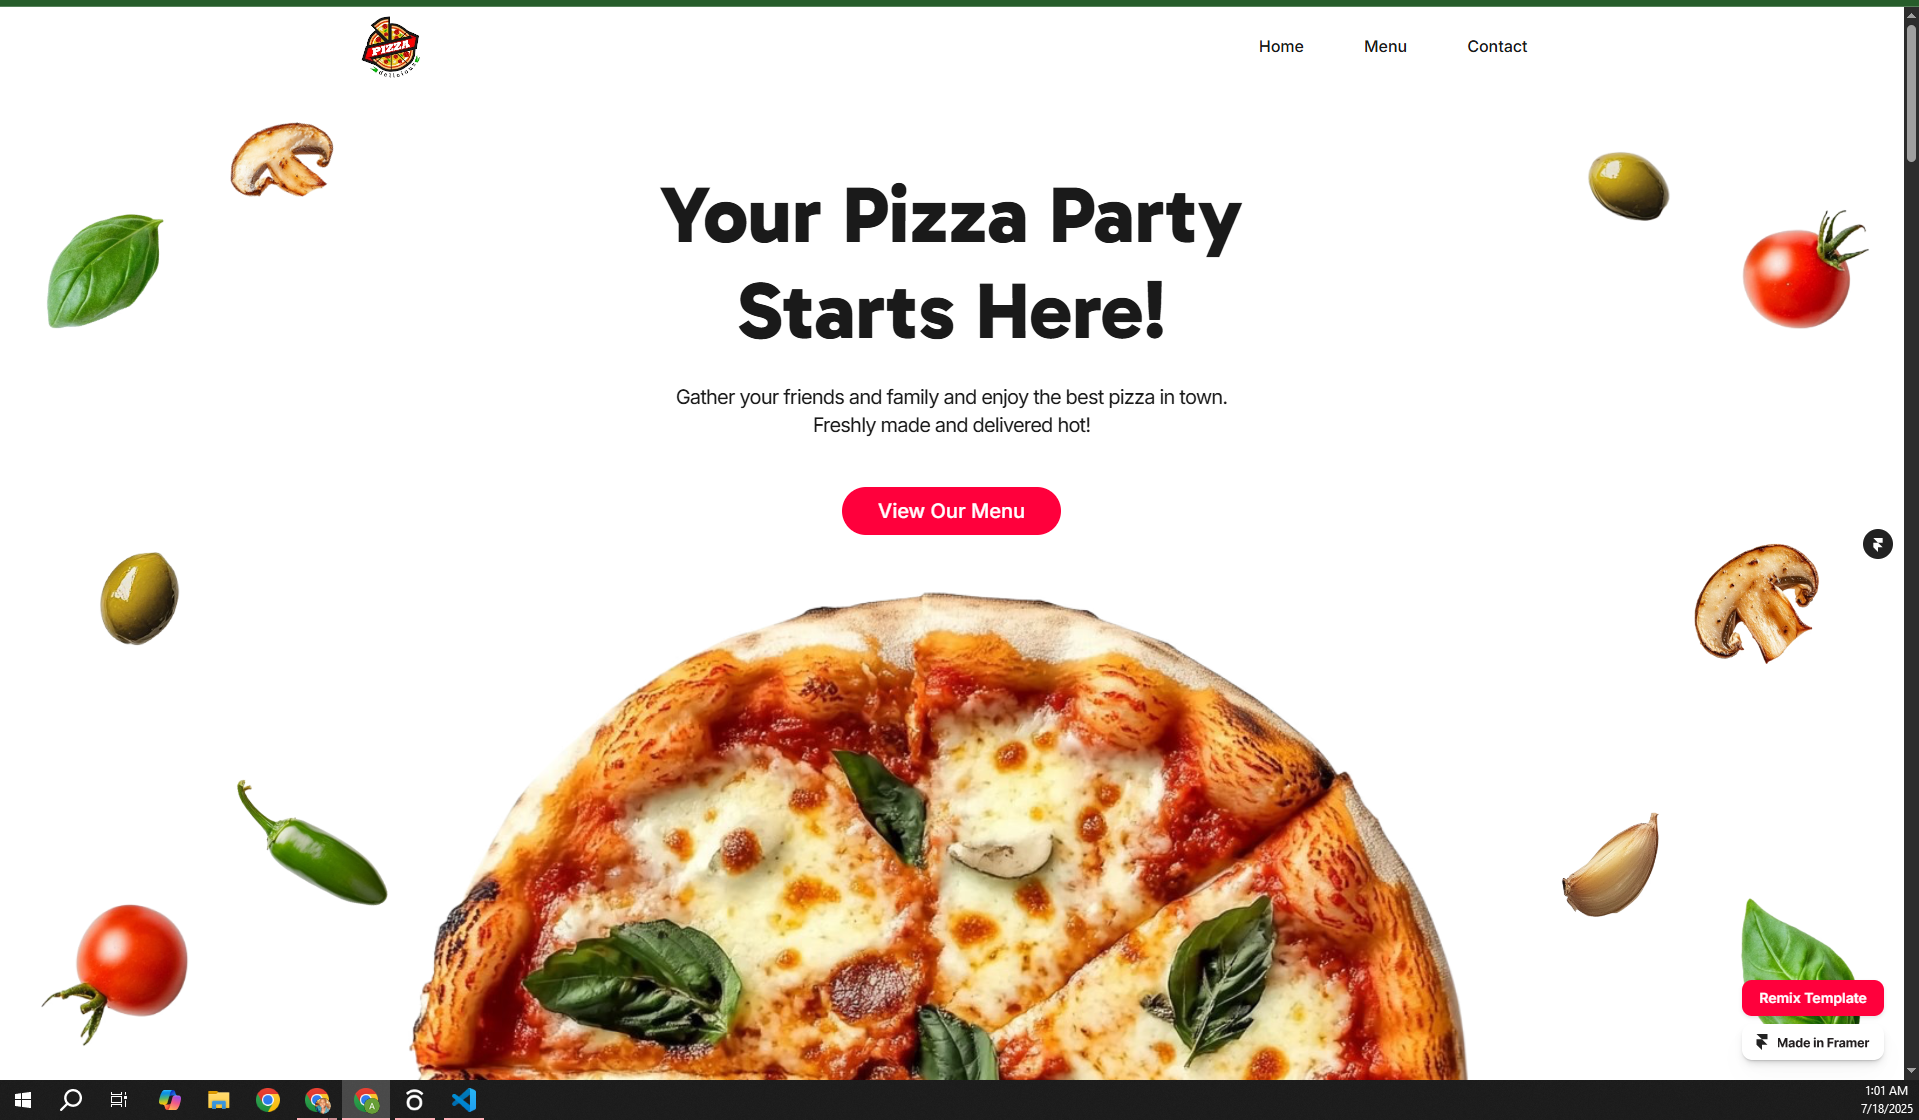 PIZZA
delicious
Home
Menu
Contact
Your Pizza Party
Starts Here!
Gather your friends and family and enjoy the best pizza in town.
Freshly made and delivered hot!
View Our Menu
Remix Template
Made in Framer
A
1:01 AM
7/18/2025